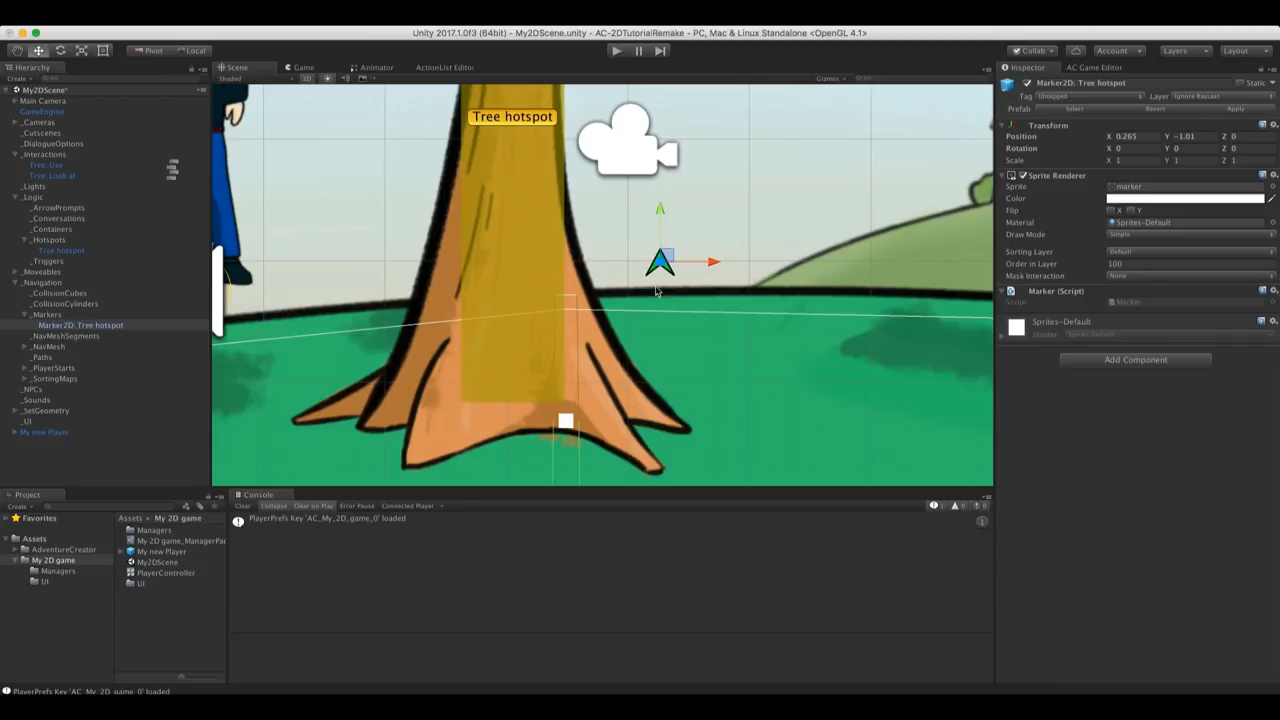 Unity 2017.1.0f3 (64bit) - My2DScene.unity - AC-2DTutorialRemake - PC, Mac & Linux Standalone <OpenGL 4.1>
Pivot Local Collab Account Layers Layout
Hierarchy
Create
My2DScene*
Main Camera
GameEngine
_Cameras
_Cutscenes
_DialogueOptions
_Interactions
Tree: Use
Tree: Look at
_Lights
_Logic
_ArrowPrompts
_Conversations
_Containers
_Hotspots
Tree hotspot
_Triggers
_Moveables
_Navigation
_CollisionCubes
_CollisionCylinders
_Markers
Marker2D: Tree hotspot
_NavMeshSegments
_NavMesh
_Paths
_PlayerStarts
_SortingMaps
_NPCs
_Sounds
_SetGeometry
_UI
My new Player
Scene Game Animator ActionList Editor
Shaded 2D Gizmos
Tree hotspot
Inspector AC Game Editor
Marker2D: Tree hotspot Static
Tag Untagged Layer Ignore Raycast
Prefab Select Revert Apply
Transform
Position X 0.265 Y -1.01 Z 0
Rotation X 0 Y 0 Z 0
Scale X 1 Y 1 Z 1
Sprite Renderer
Sprite marker
Color
Flip X Y
Material Sprites-Default
Draw Mode Simple
Sorting Layer Default
Order in Layer 100
Mask Interaction None
Marker (Script)
Script Marker
Sprites-Default
Shader Sprites/Default
Add Component
Project
Create
Favorites
Assets
AdventureCreator
My 2D game
Managers
UI
Assets My 2D game
Managers
My 2D game_ManagerPa
My new Player
My2DScene
PlayerController
UI
Console
Clear Collapse Clear on Play Error Pause Connected Player
PlayerPrefs Key 'AC_My_2D_game_0' loaded
1
PlayerPrefs Key 'AC_My_2D_game_0' loaded